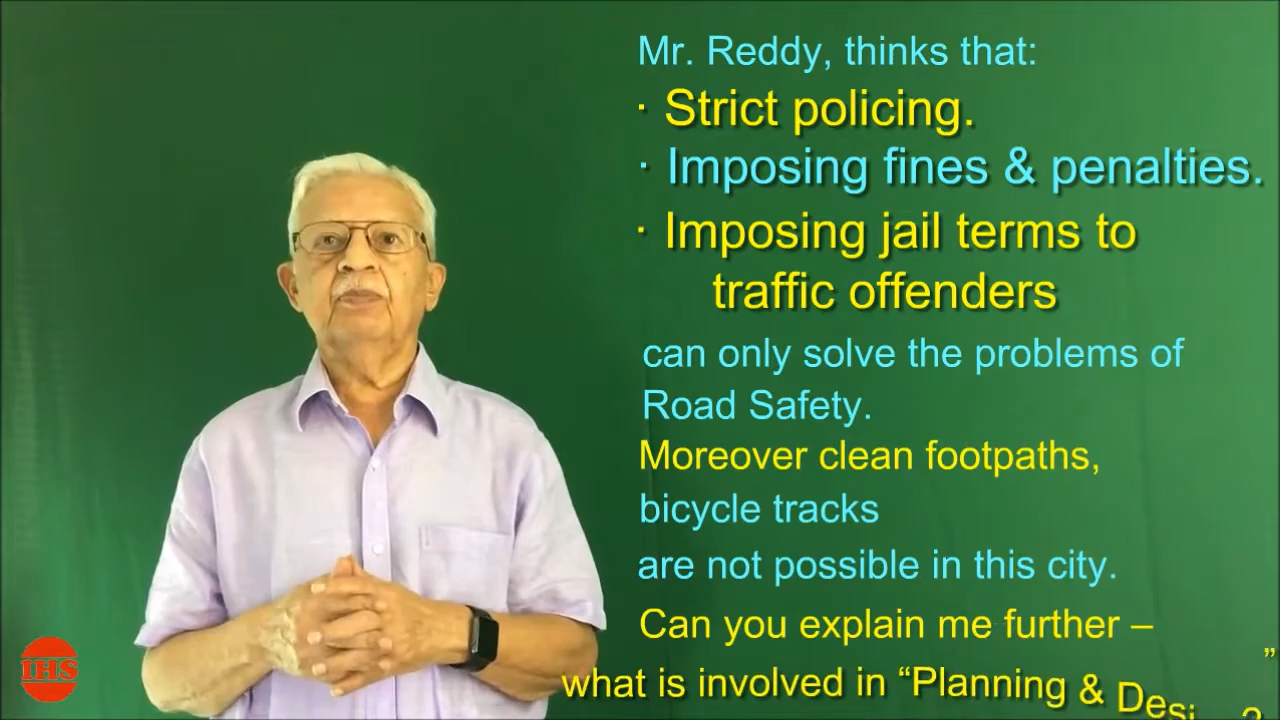 Mr. Reddy, thinks that:
· Strict policing.
· Imposing fines & penalties.
· Imposing jail terms to
traffic offenders
can only solve the problems of
Road Safety.
Moreover clean footpaths,
bicycle tracks
are not possible in this city.
Can you explain me further –
what is involved in “Planning & Desi ?”
IHS